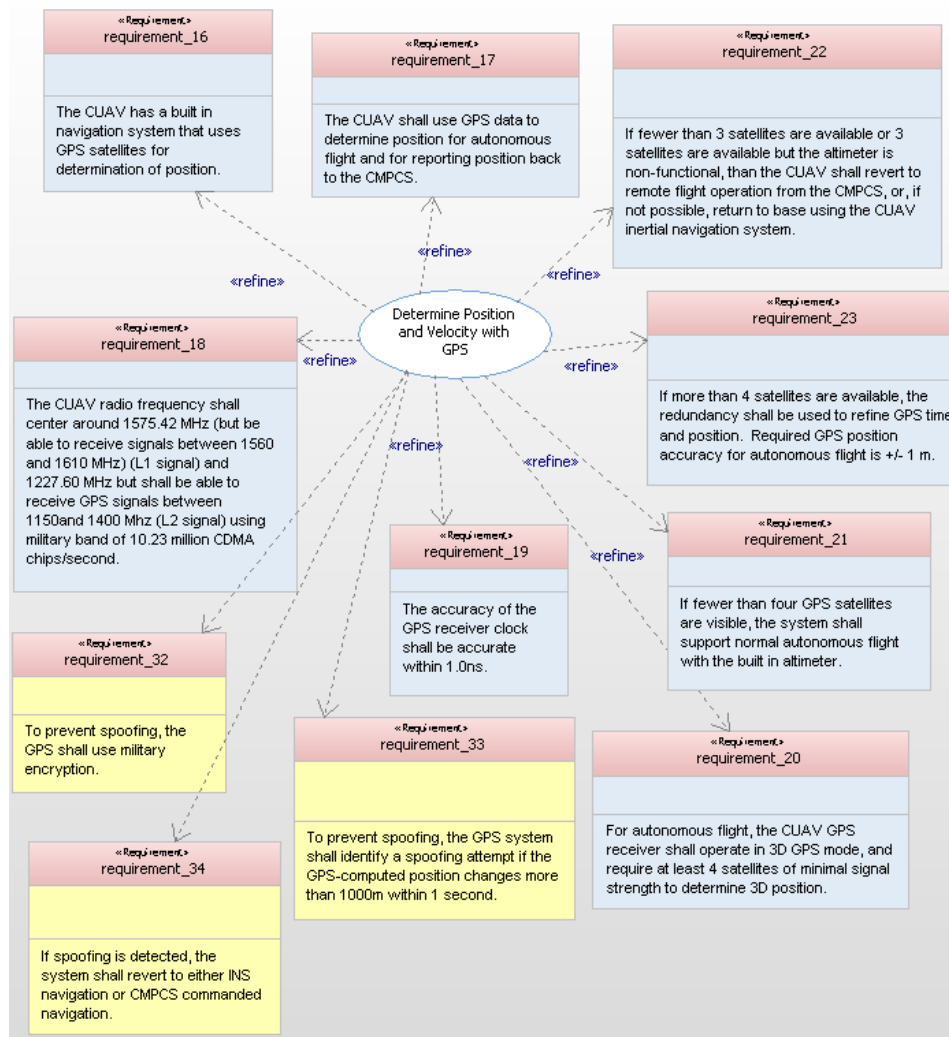 «Requirement»
requirement_16
The CUAV has a built in
navigation system that uses
GPS satellites for
determination of position.
«Requirement»
requirement_17
The CUAV shall use GPS data to
determine position for autonomous
flight and for reporting position back
to the CMPCS.
«Requirement»
requirement_22
If fewer than 3 satellites are available or 3
satellites are available but the altimeter is
non-functional, than the CUAV shall revert to
remote flight operation from the CMPCS, or, if
not possible, return to base using the CUAV
inertial navigation system.
«refine»
«refine»
«refine»
Determine Position
and Velocity with
GPS
«Requirement»
requirement_18
The CUAV radio frequency shall
center around 1575.42 MHz (but be
able to receive signals between 1560
and 1610 MHz) (L1 signal) and
1227.60 MHz but shall be able to
receive GPS signals between
1150and 1400 Mhz (L2 signal) using
military band of 10.23 million CDMA
chips/second.
«refine»
«refine»
«Requirement»
requirement_23
If more than 4 satellites are available, the
redundancy shall be used to refine GPS time
and position. Required GPS position
accuracy for autonomous flight is +/- 1 m.
«refine»
«refine»
«Requirement»
requirement_19
The accuracy of the
GPS receiver clock
shall be accurate
within 1.0ns.
«Requirement»
requirement_21
If fewer than four GPS satellites
are visible, the system shall
support normal autonomous flight
with the built in altimeter.
«Requirement»
requirement_32
To prevent spoofing, the
GPS shall use military
encryption.
«Requirement»
requirement_33
To prevent spoofing, the GPS system
shall identify a spoofing attempt if the
GPS-computed position changes more
than 1000m within 1 second.
«Requirement»
requirement_20
For autonomous flight, the CUAV GPS
receiver shall operate in 3D GPS mode, and
require at least 4 satellites of minimal signal
strength to determine 3D position.
«Requirement»
requirement_34
If spoofing is detected, the
system shall revert to either INS
navigation or CMPCS commanded
navigation.